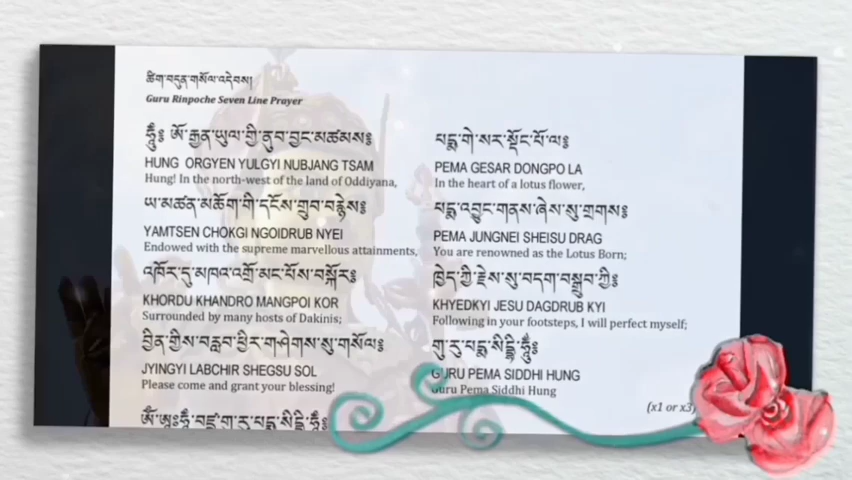 ཚིག་བདུན་གསོལ་འདེབས།
Guru Rinpoche Seven Line Prayer
ཧཱུྂ༔ ཨོ་རྒྱན་ཡུལ་གྱི་ནུབ་བྱང་མཚམས༔
HUNG ORGYEN YULGYI NUBJANG TSAM
Hung! In the north-west of the land of Oddiyana,
པདྨ་གེ་སར་སྡོང་པོ་ལ༔
PEMA GESAR DONGPO LA
In the heart of a lotus flower,
ཡ་མཚན་མཆོག་གི་དངོས་གྲུབ་བརྙེས༔
YAMTSEN CHOKGI NGOIDRUB NYEI
Endowed with the supreme marvellous attainments,
པདྨ་འབྱུང་གནས་ཞེས་སུ་གྲགས༔
PEMA JUNGNEI SHEISU DRAG
You are renowned as the Lotus Born;
འཁོར་དུ་མཁའ་འགྲོ་མང་པོས་བསྐོར༔
KHORDU KHANDRO MANGPOI KOR
Surrounded by many hosts of Dakinis;
ཁྱེད་ཀྱི་རྗེས་སུ་བདག་བསྒྲུབ་ཀྱི༔
KHYEDKYI JESU DAGDRUB KYI
Following in your footsteps, I will perfect myself;
བྱིན་གྱིས་བརླབ་ཕྱིར་གཤེགས་སུ་གསོལ༔
JYINGYI LABCHIR SHEGSU SOL
Please come and grant your blessing!
གུ་རུ་པདྨ་སིདྡྷི་ཧཱུྂ༔
GURU PEMA SIDDHI HUNG
Guru Pema Siddhi Hung
(x1 or x3)
ཨོཾ་ཨཱཿཧཱུྂ་བཛྲ་གུ་རུ་པདྨ་སིདྡྷི་ཧཱུྂ༔